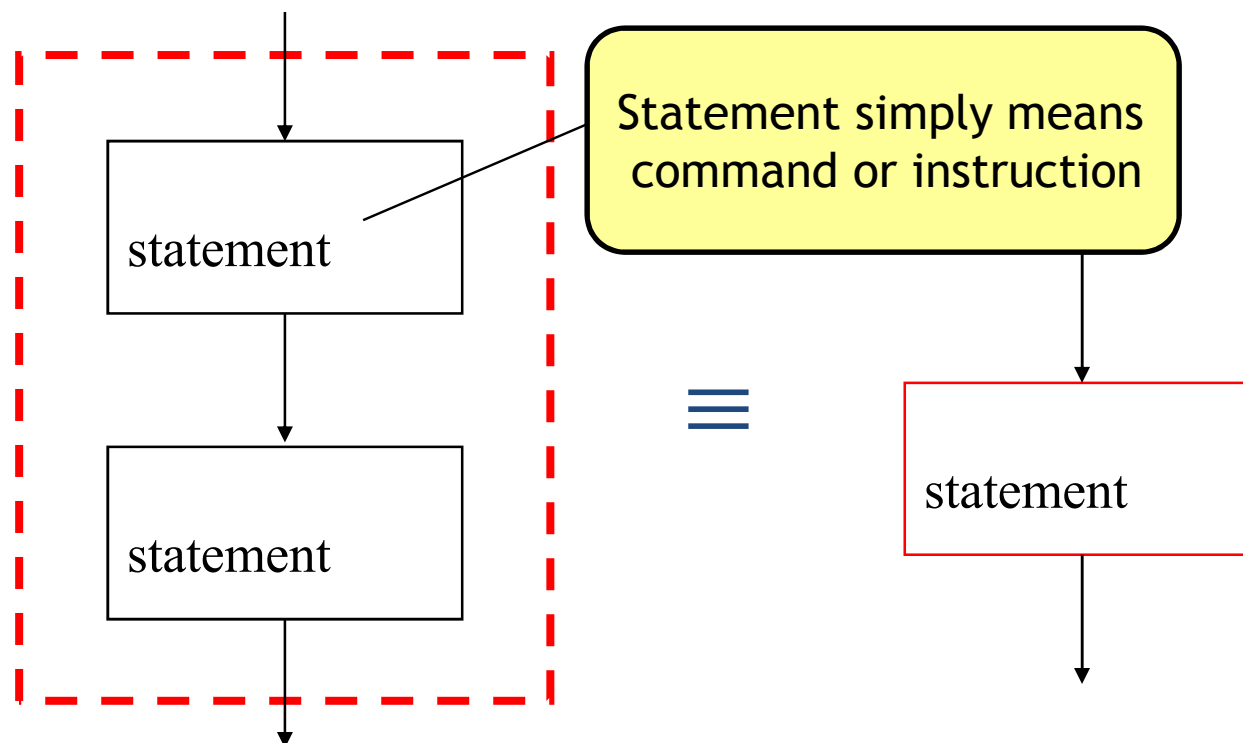 Statement simply means
command or instruction
statement
statement
≡
statement